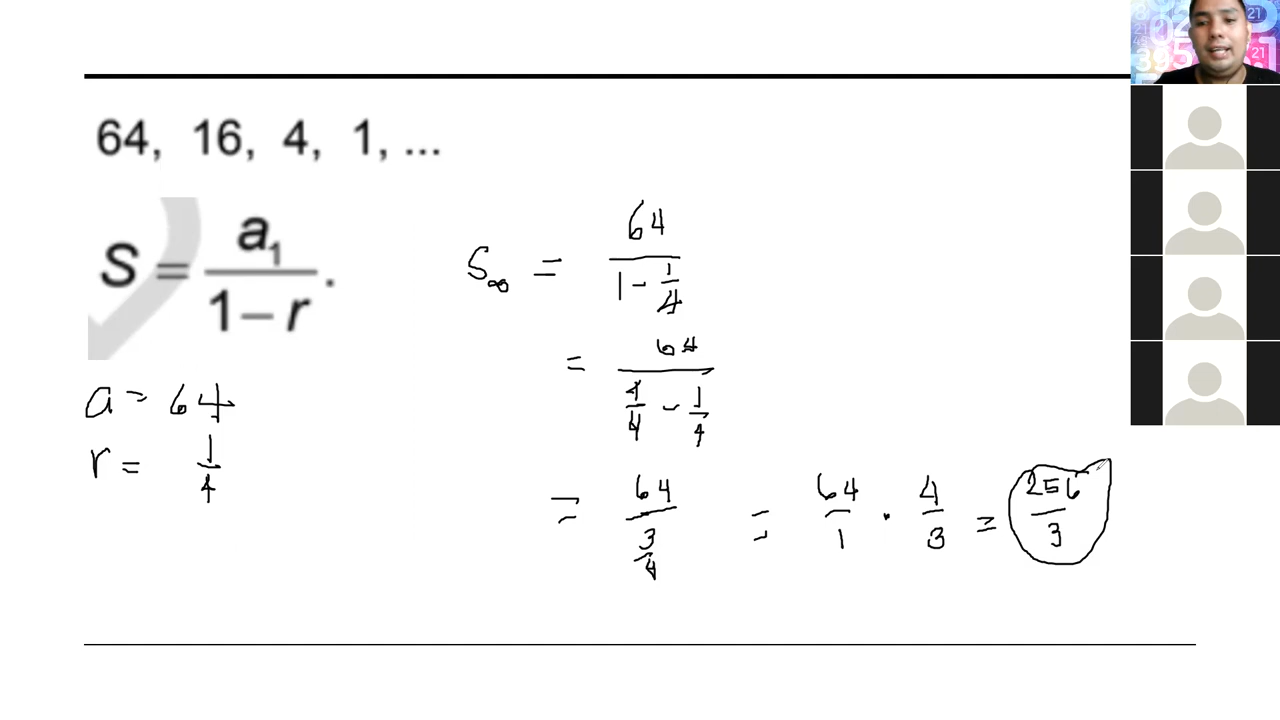 64, 16, 4, 1, ...
S = a₁ / (1 – r).
a = 64
r = 1/4
S∞ = 64 / (1 - 1/4)
= 64 / (4/4 - 1/4)
= 64 / (3/4) = 64/1 · 4/3 = 256/3